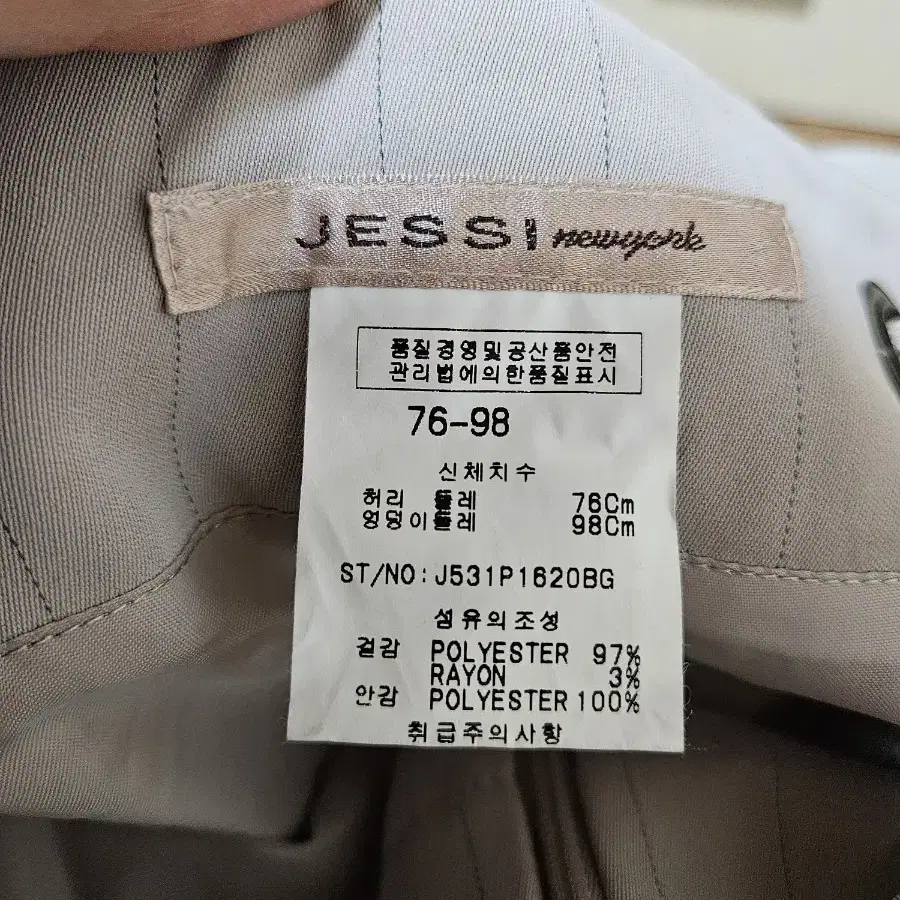 JESSI newyork
품질경영및공산품안전
관리법에의한품질표시
76-98
신체치수
허리 둘레 76Cm
엉덩이둘레 98Cm
ST/NO:J531P1620BG
섬유의조성
겉감 POLYESTER 97%
RAYON 3%
안감 POLYESTER 100%
취급주의사항